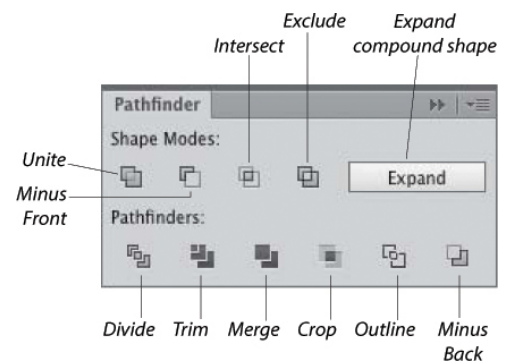 Exclude
Expand
compound shape
Intersect
Pathfinder
Shape Modes:
Unite
Minus
Front
Expand
Pathfinders:
Divide Trim Merge Crop Outline Minus
Back